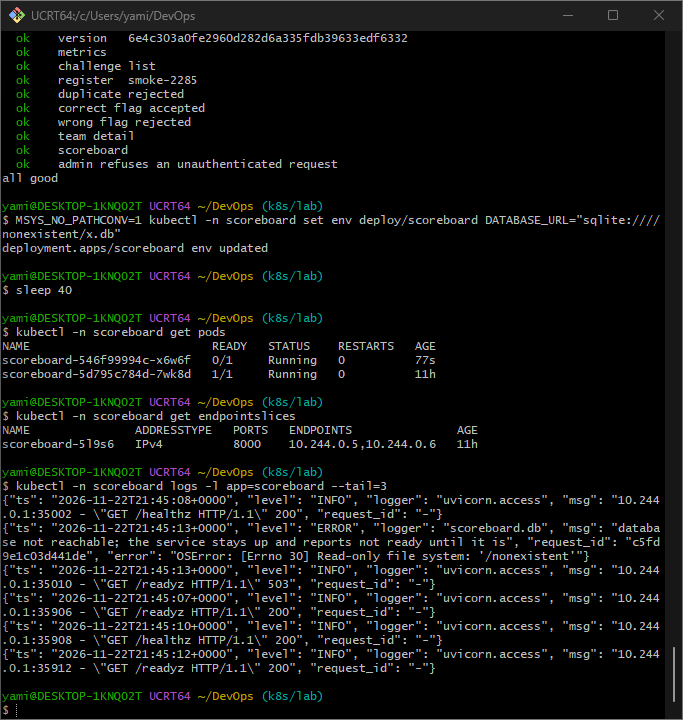 UCRT64:/c/Users/yami/DevOps
ok    version   6e4c303a0fe2960d282d6a335fdb39633edf6332
ok    metrics
ok    challenge list
ok    register  smoke-2285
ok    duplicate rejected
ok    correct flag accepted
ok    wrong flag rejected
ok    team detail
ok    scoreboard
ok    admin refuses an unauthenticated request
all good
yami@DESKTOP-1KNQO2T UCRT64 ~/DevOps (k8s/lab)
$ MSYS_NO_PATHCONV=1 kubectl -n scoreboard set env deploy/scoreboard DATABASE_URL="sqlite:////
nonexistent/x.db"
deployment.apps/scoreboard env updated
yami@DESKTOP-1KNQO2T UCRT64 ~/DevOps (k8s/lab)
$ sleep 40
yami@DESKTOP-1KNQO2T UCRT64 ~/DevOps (k8s/lab)
$ kubectl -n scoreboard get pods
NAME                          READY   STATUS    RESTARTS   AGE
scoreboard-546f99994c-x6w6f   0/1     Running   0          77s
scoreboard-5d795c784d-7wk8d   1/1     Running   0          11h
yami@DESKTOP-1KNQO2T UCRT64 ~/DevOps (k8s/lab)
$ kubectl -n scoreboard get endpointslices
NAME               ADDRESSTYPE   PORTS   ENDPOINTS               AGE
scoreboard-5l9s6   IPv4          8000    10.244.0.5,10.244.0.6   11h
yami@DESKTOP-1KNQO2T UCRT64 ~/DevOps (k8s/lab)
$ kubectl -n scoreboard logs -l app=scoreboard --tail=3
{"ts": "2026-11-22T21:45:08+0000", "level": "INFO", "logger": "uvicorn.access", "msg": "10.244
.0.1:35002 - \"GET /healthz HTTP/1.1\" 200", "request_id": "-"}
{"ts": "2026-11-22T21:45:13+0000", "level": "ERROR", "logger": "scoreboard.db", "msg": "databa
se not reachable; the service stays up and reports not ready until it is", "request_id": "c5fd
9e1c03d441de", "error": "OSError: [Errno 30] Read-only file system: '/nonexistent'"}
{"ts": "2026-11-22T21:45:13+0000", "level": "INFO", "logger": "uvicorn.access", "msg": "10.244
.0.1:35010 - \"GET /readyz HTTP/1.1\" 503", "request_id": "-"}
{"ts": "2026-11-22T21:45:07+0000", "level": "INFO", "logger": "uvicorn.access", "msg": "10.244
.0.1:35906 - \"GET /readyz HTTP/1.1\" 200", "request_id": "-"}
{"ts": "2026-11-22T21:45:10+0000", "level": "INFO", "logger": "uvicorn.access", "msg": "10.244
.0.1:35908 - \"GET /healthz HTTP/1.1\" 200", "request_id": "-"}
{"ts": "2026-11-22T21:45:12+0000", "level": "INFO", "logger": "uvicorn.access", "msg": "10.244
.0.1:35912 - \"GET /readyz HTTP/1.1\" 200", "request_id": "-"}
yami@DESKTOP-1KNQO2T UCRT64 ~/DevOps (k8s/lab)
$